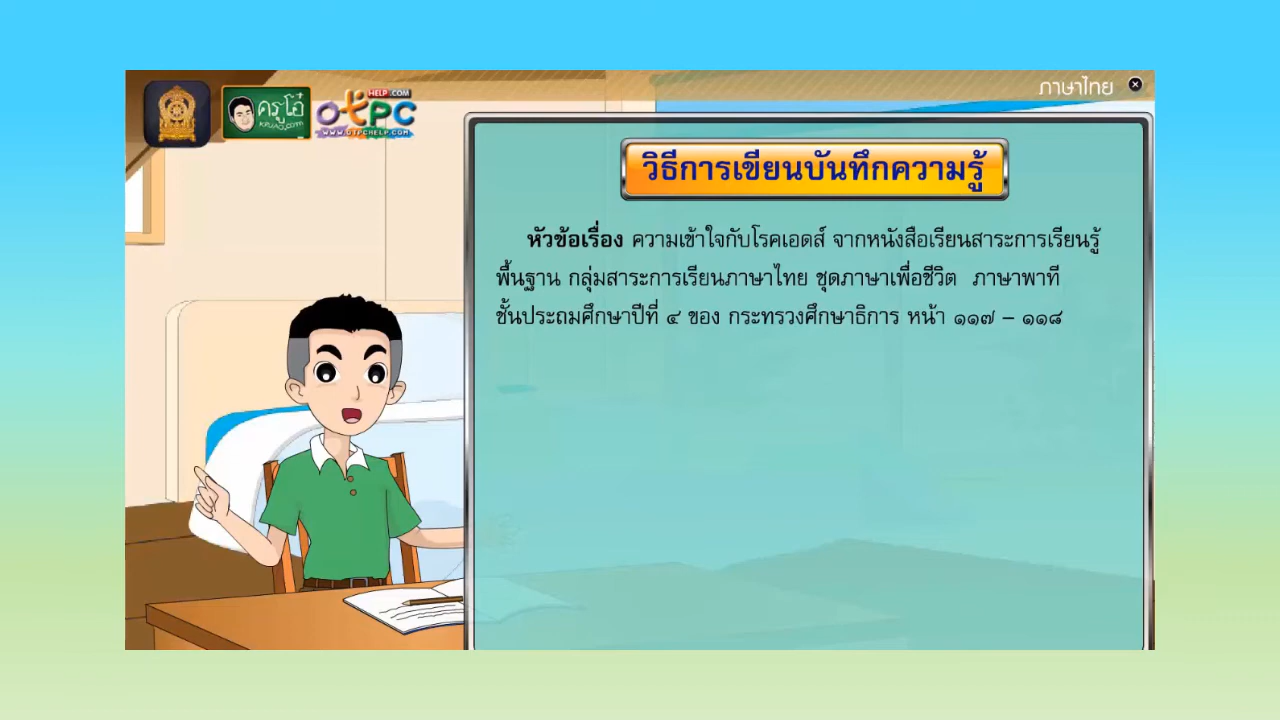 ภาษาไทย
ครูโอ๋
KRUAO.COM
HELP .COM
OTPC
WWW.OTPCHELP.COM
วิธีการเขียนบันทึกความรู้
หัวข้อเรื่อง ความเข้าใจกับโรคเอดส์ จากหนังสือเรียนสาระการเรียนรู้
พื้นฐาน กลุ่มสาระการเรียนภาษาไทย ชุดภาษาเพื่อชีวิต ภาษาพาที
ชั้นประถมศึกษาปีที่ ๔ ของ กระทรวงศึกษาธิการ หน้า ๑๑๗ – ๑๑๘